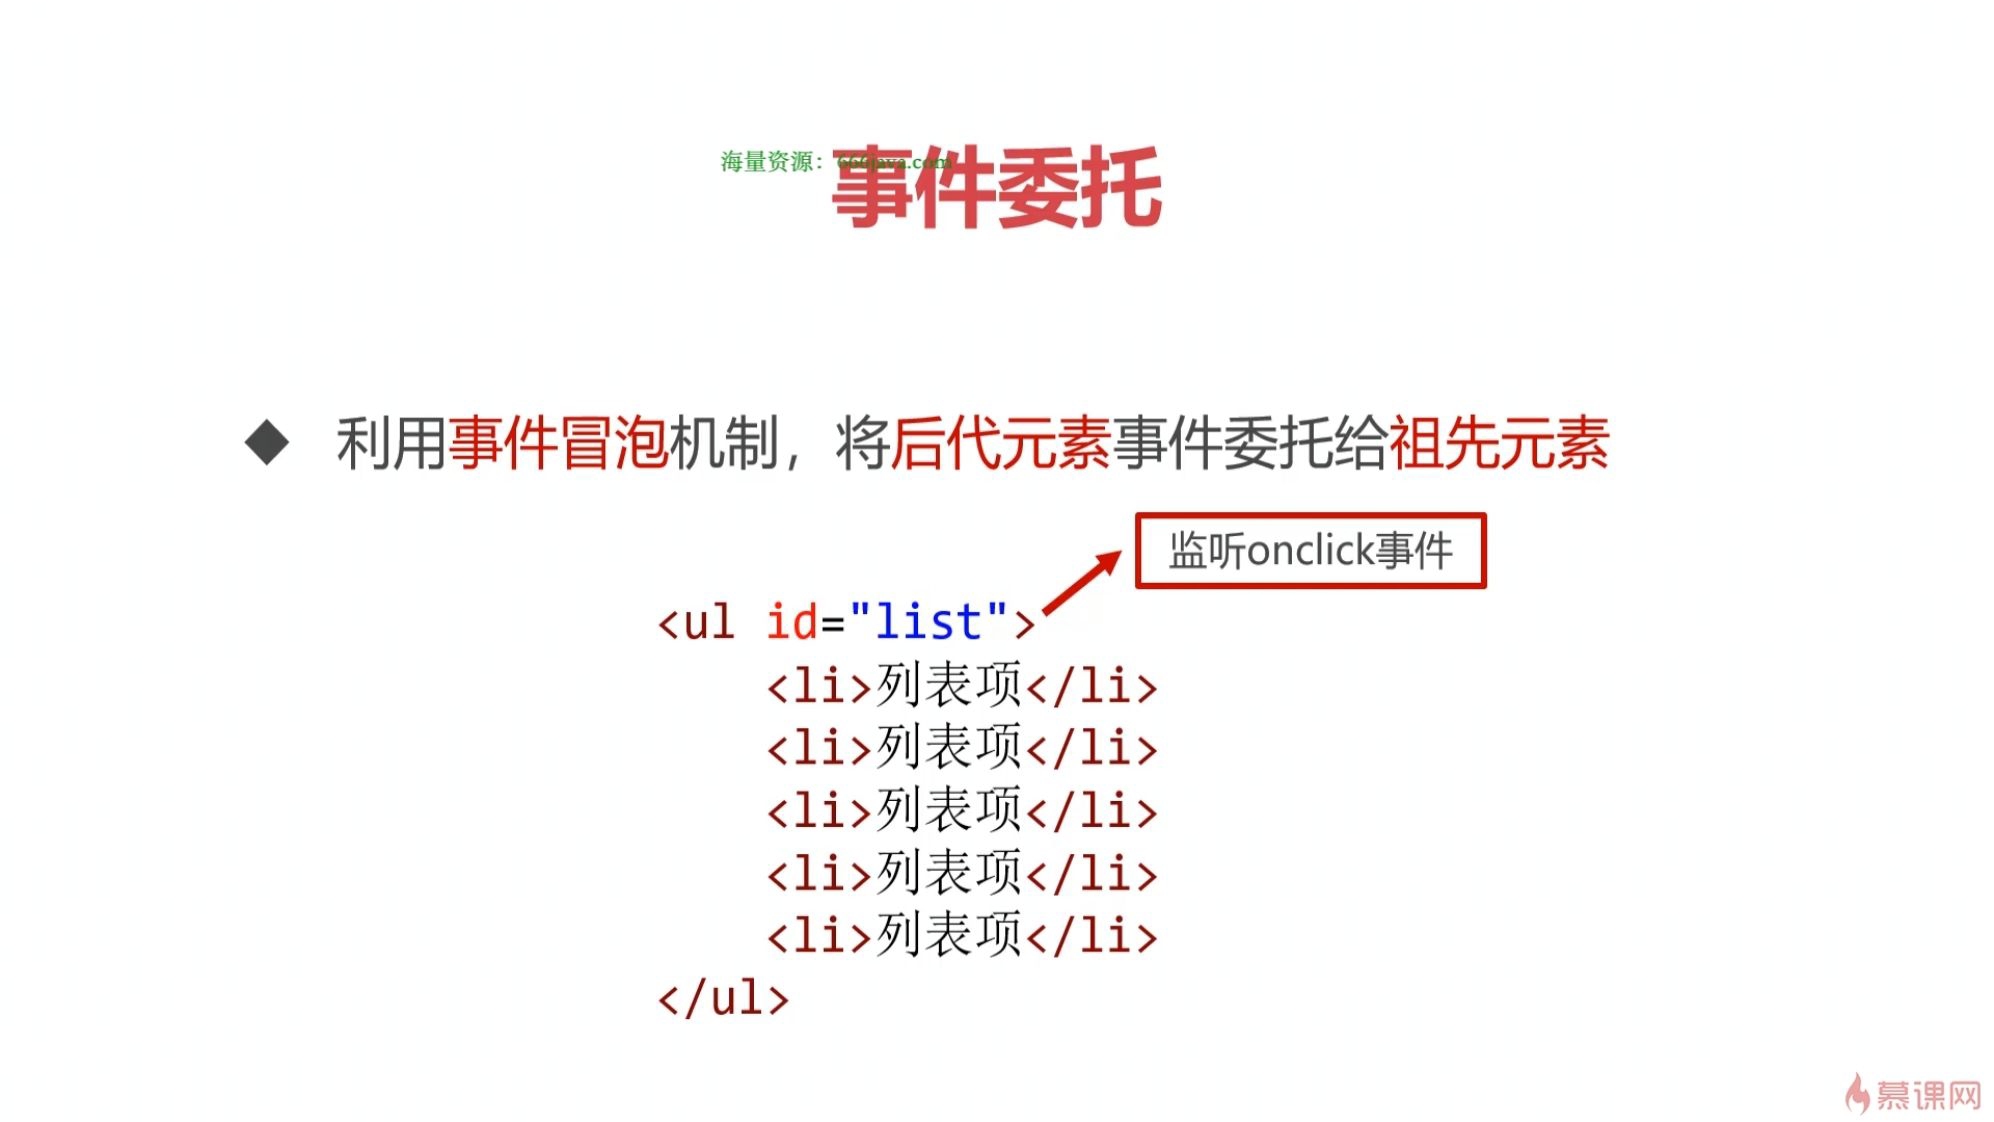 海量资源：666java.com
事件委托
◆ 利用事件冒泡机制，将后代元素事件委托给祖先元素
监听onclick事件
<ul id="list">
<li>列表项</li>
<li>列表项</li>
<li>列表项</li>
<li>列表项</li>
<li>列表项</li>
</ul>
慕课网